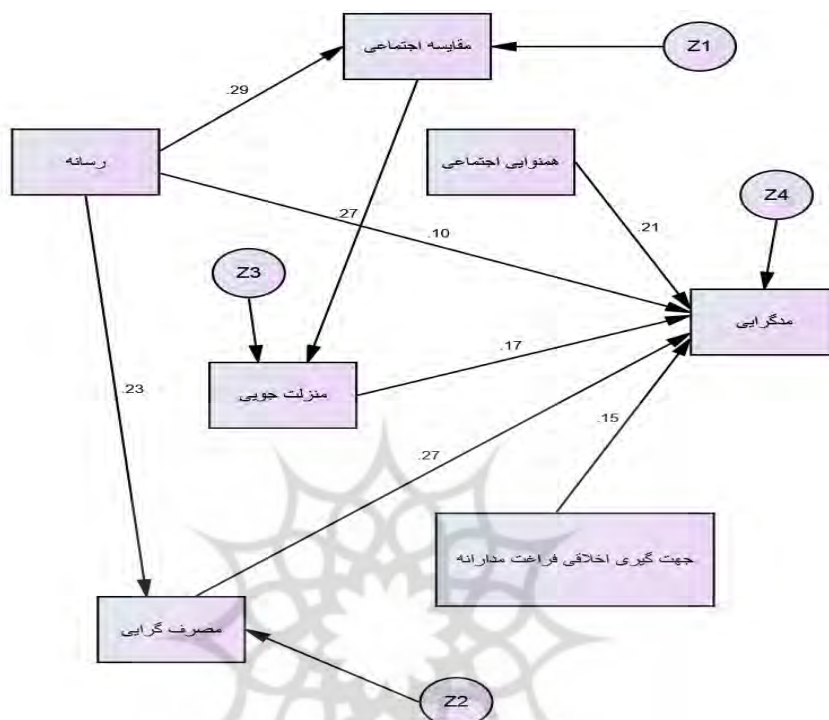 مقایسه اجتماعی
Z1
.29
رسانه
همنوایی اجتماعی
Z4
.27
.10
.21
Z3
مدگرایی
.17
منزلت جویی
.23
.27
.15
جهت گیری اخلاقی فراغت مدارانه
مصرف گرایی
Z2